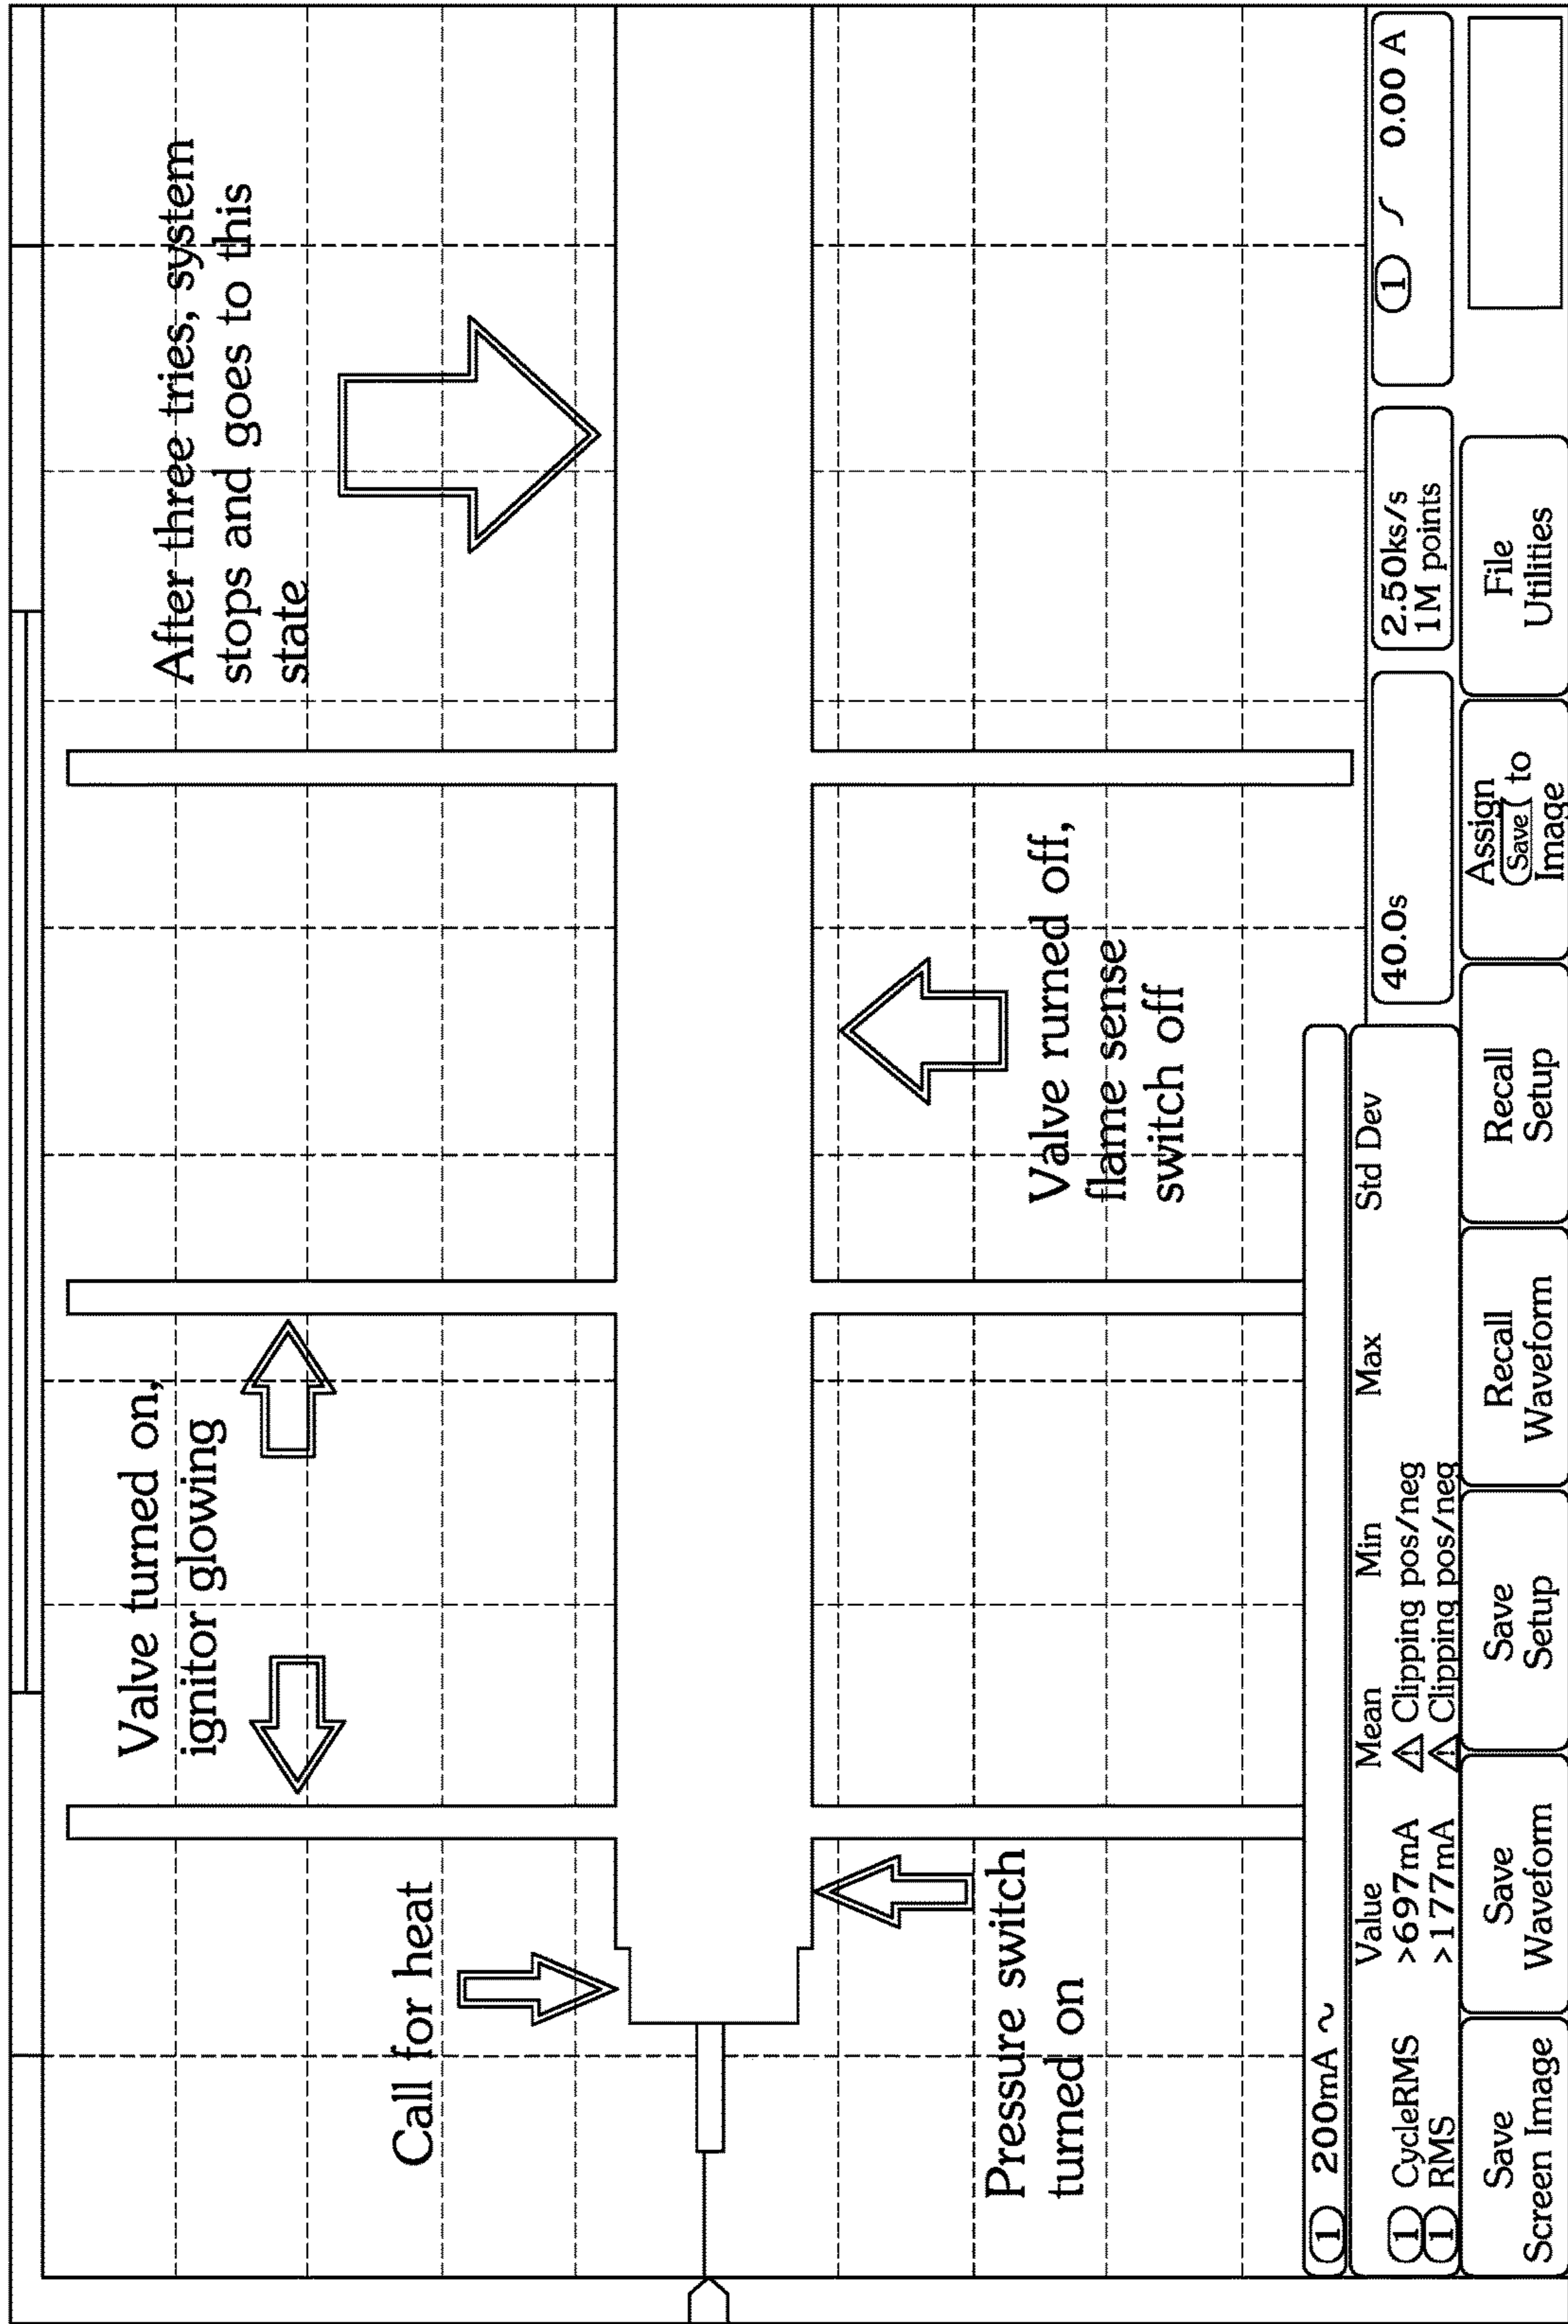 After three tries, system
stops and goes to this
state
Valve turned on,
ignitor glowing
Call for heat
Pressure switch
turned on
Valve rurned off,
flame sense
switch off
1 200mA ~
Value Mean Min Max Std Dev
1 CycleRMS >697mA ⚠ Clipping pos/neg
1 RMS >177mA ⚠ Clipping pos/neg
40.0s
2.50ks/s
1M points
1 ∫ 0.00 A
Save
Screen Image
Save
Waveform
Save
Setup
Recall
Waveform
Recall
Setup
Assign
Save to
Image
File
Utilities